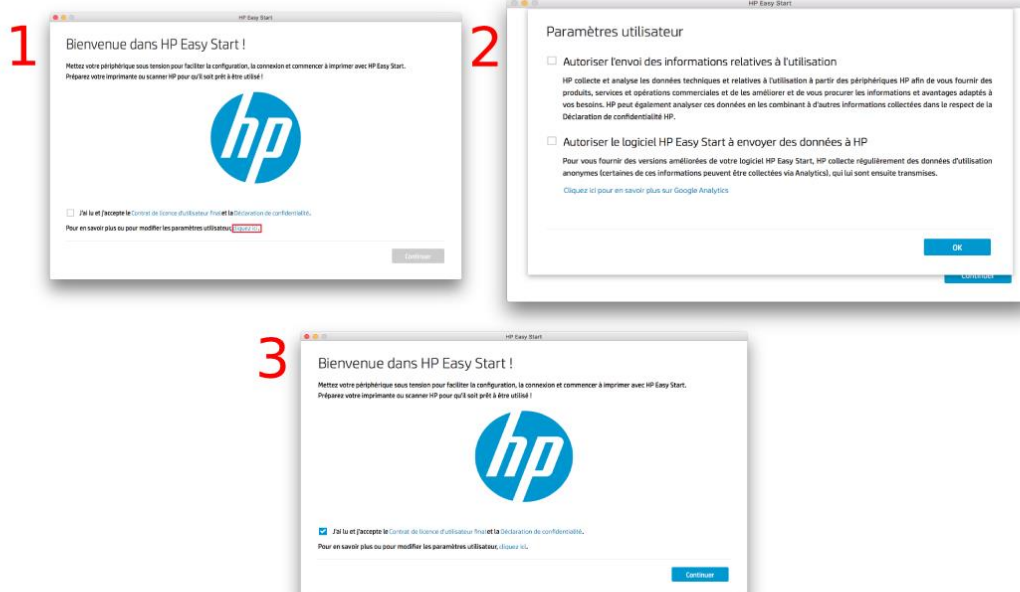 1
HP Easy Start
Bienvenue dans HP Easy Start !
Mettez votre périphérique sous tension pour faciliter la configuration, la connexion et commencer à imprimer avec HP Easy Start.
Préparez votre imprimante ou scanner HP pour qu'il soit prêt à être utilisé !
hp
J'ai lu et j'accepte le Contrat de licence d'utilisateur final et la Déclaration de confidentialité.
Pour en savoir plus ou pour modifier les paramètres utilisateur, cliquez ici.
Continuer
2
HP Easy Start
Paramètres utilisateur
Autoriser l'envoi des informations relatives à l'utilisation
HP collecte et analyse les données techniques et relatives à l'utilisation à partir des périphériques HP afin de vous fournir des
produits, services et opérations commerciales et de les améliorer et de vous procurer les informations et avantages adaptés à
vos besoins. HP peut également analyser ces données en les combinant à d'autres informations collectées dans le respect de la
Déclaration de confidentialité HP.
Autoriser le logiciel HP Easy Start à envoyer des données à HP
Pour vous fournir des versions améliorées de votre logiciel HP Easy Start, HP collecte régulièrement des données d'utilisation
anonymes (certaines de ces informations peuvent être collectées via Analytics), qui lui sont ensuite transmises.
Cliquez ici pour en savoir plus sur Google Analytics
OK
Continuer
3
HP Easy Start
Bienvenue dans HP Easy Start !
Mettez votre périphérique sous tension pour faciliter la configuration, la connexion et commencer à imprimer avec HP Easy Start.
Préparez votre imprimante ou scanner HP pour qu'il soit prêt à être utilisé !
hp
J'ai lu et j'accepte le Contrat de licence d'utilisateur final et la Déclaration de confidentialité.
Pour en savoir plus ou pour modifier les paramètres utilisateur, cliquez ici.
Continuer